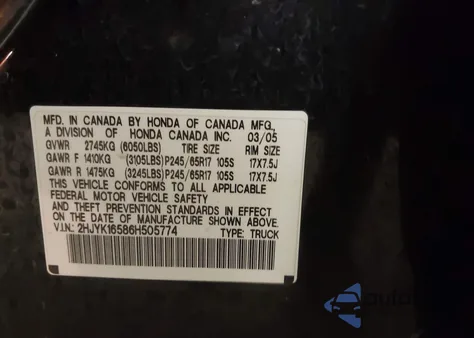 MFD. IN CANADA BY HONDA OF CANADA MFG.,
A DIVISION OF HONDA CANADA INC. 03/05
GVWR 2745KG (6050LBS) TIRE SIZE RIM SIZE
GAWR F 1410KG (3105LBS) P245/65R17 105S 17X7.5J
GAWR R 1475KG (3245LBS) P245/65R17 105S 17X7.5J
THIS VEHICLE CONFORMS TO ALL APPLICABLE
FEDERAL MOTOR VEHICLE SAFETY
AND THEFT PREVENTION STANDARDS IN EFFECT
ON THE DATE OF MANUFACTURE SHOWN ABOVE.
V.I.N.: 2HJYK16586H505774 TYPE: TRUCK